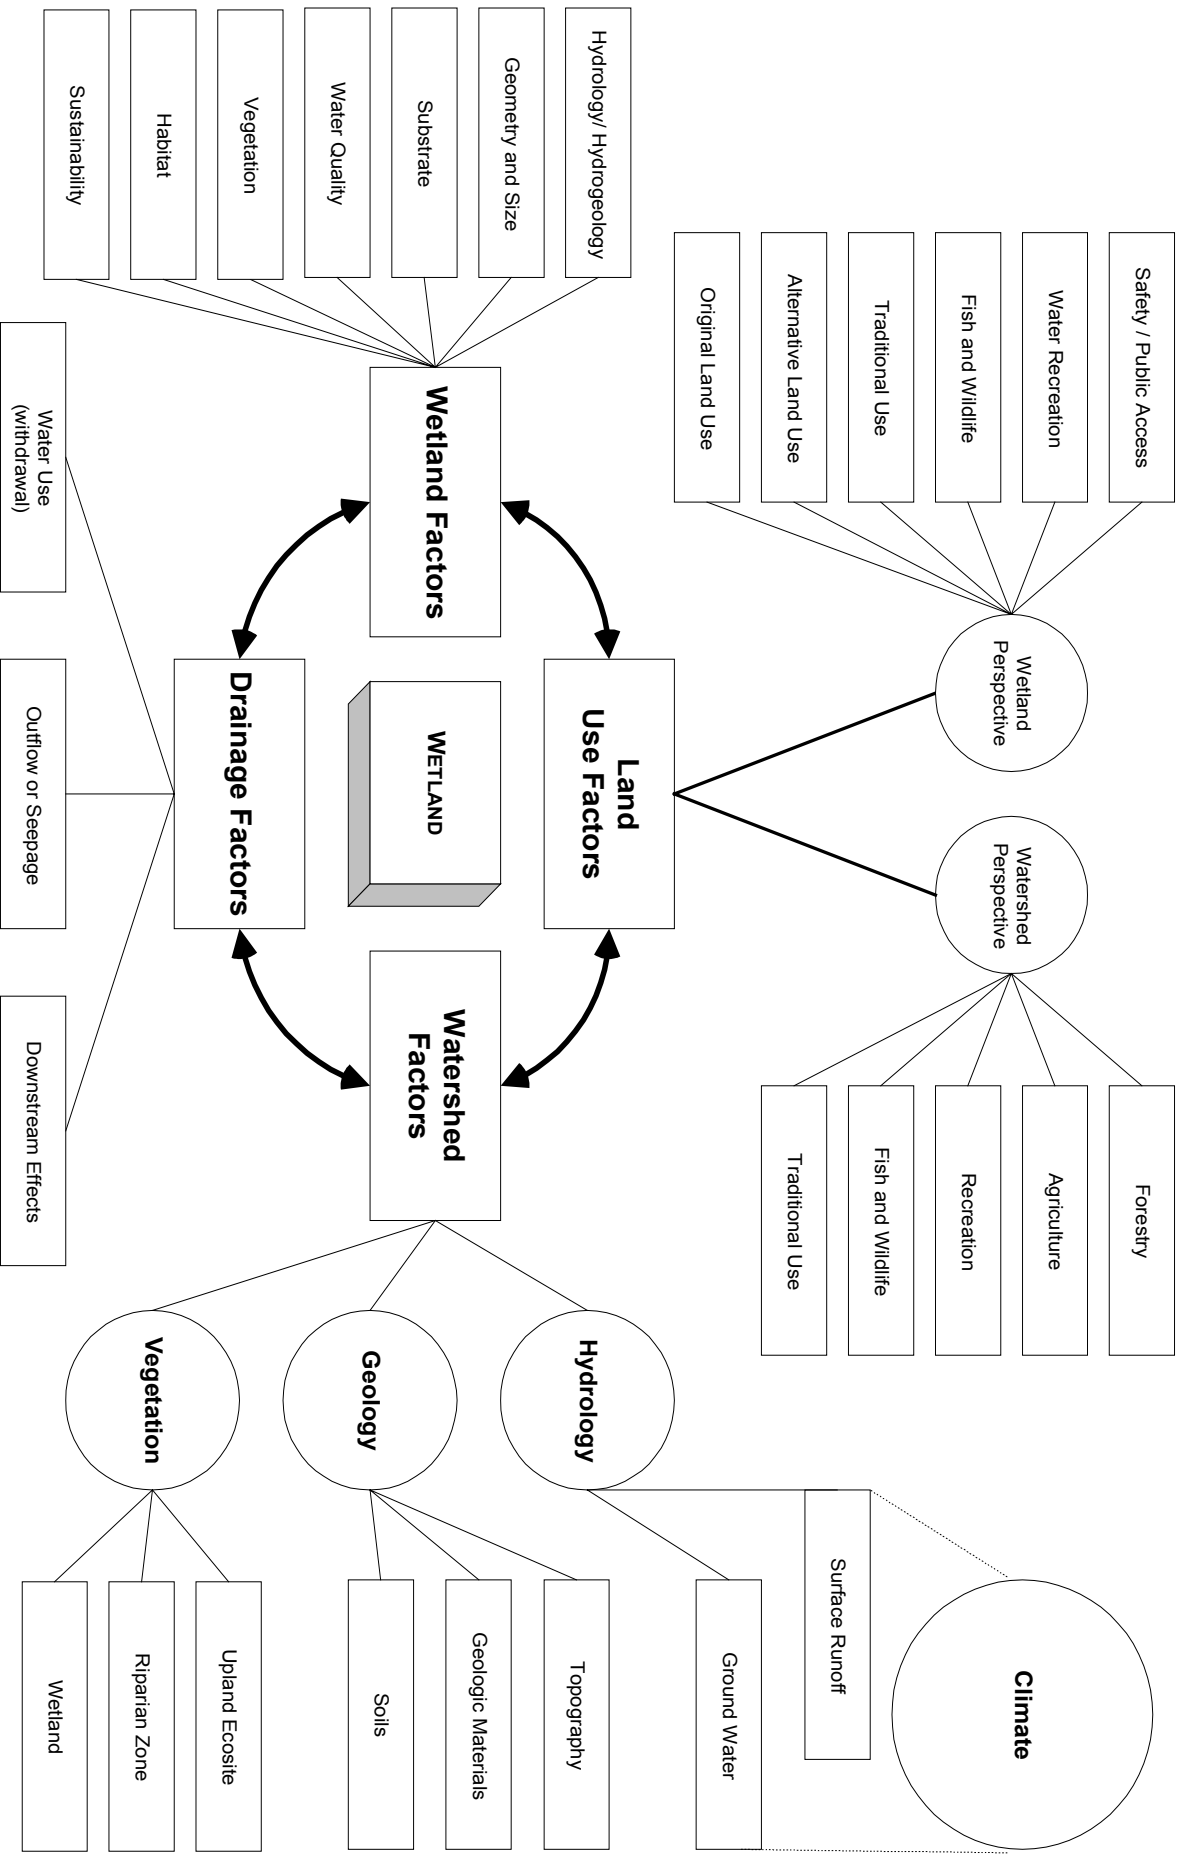 Safety / Public Access
Water Recreation
Fish and Wildlife
Traditional Use
Alternative Land Use
Original Land Use
Wetland
Perspective
Watershed
Perspective
Forestry
Agriculture
Recreation
Fish and Wildlife
Traditional Use
Climate
Surface Runoff
Ground Water
Hydrology/ Hydrogeology
Geometry and Size
Substrate
Water Quality
Vegetation
Habitat
Sustainability
Land
Use Factors
Wetland Factors
WETLAND
Watershed
Factors
Drainage Factors
Hydrology
Geology
Vegetation
Topography
Geologic Materials
Soils
Upland Ecosite
Riparian Zone
Wetland
Water Use
(withdrawal)
Outflow or Seepage
Downstream Effects